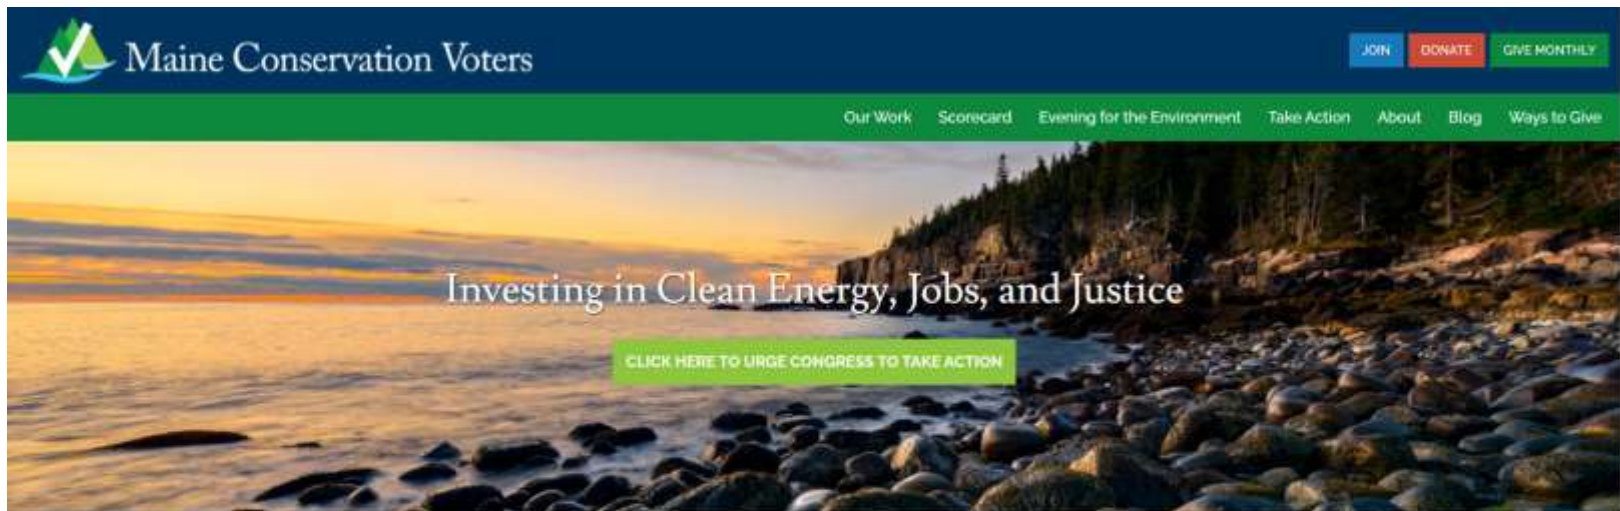 Maine Conservation Voters
JOIN DONATE GIVE MONTHLY
Our Work Scorecard Evening for the Environment Take Action About Blog Ways to Give
Investing in Clean Energy, Jobs, and Justice
CLICK HERE TO URGE CONGRESS TO TAKE ACTION